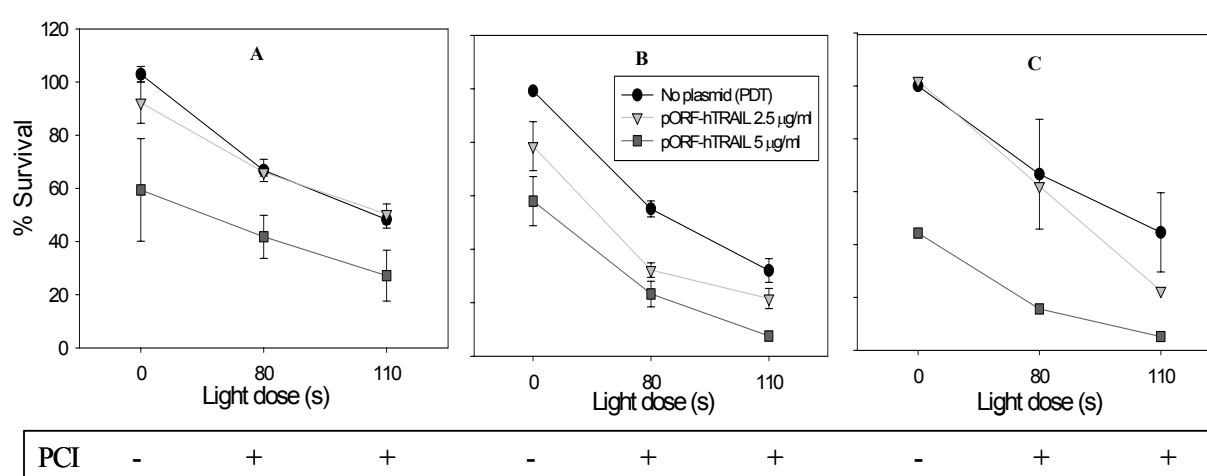 120
100
80
60
40
20
0
% Survival
A
0 80 110
Light dose (s)
B
No plasmid (PDT)
pORF-hTRAIL 2.5 μg/ml
pORF-hTRAIL 5 μg/ml
0 80 110
Light dose (s)
C
0 80 110
Light dose (s)
PCI - + + - + + - + +